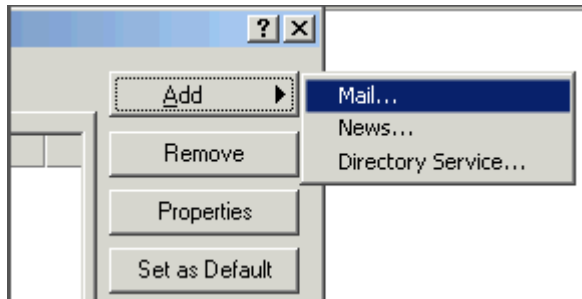 Add
Mail...
News...
Directory Service...
Remove
Properties
Set as Default